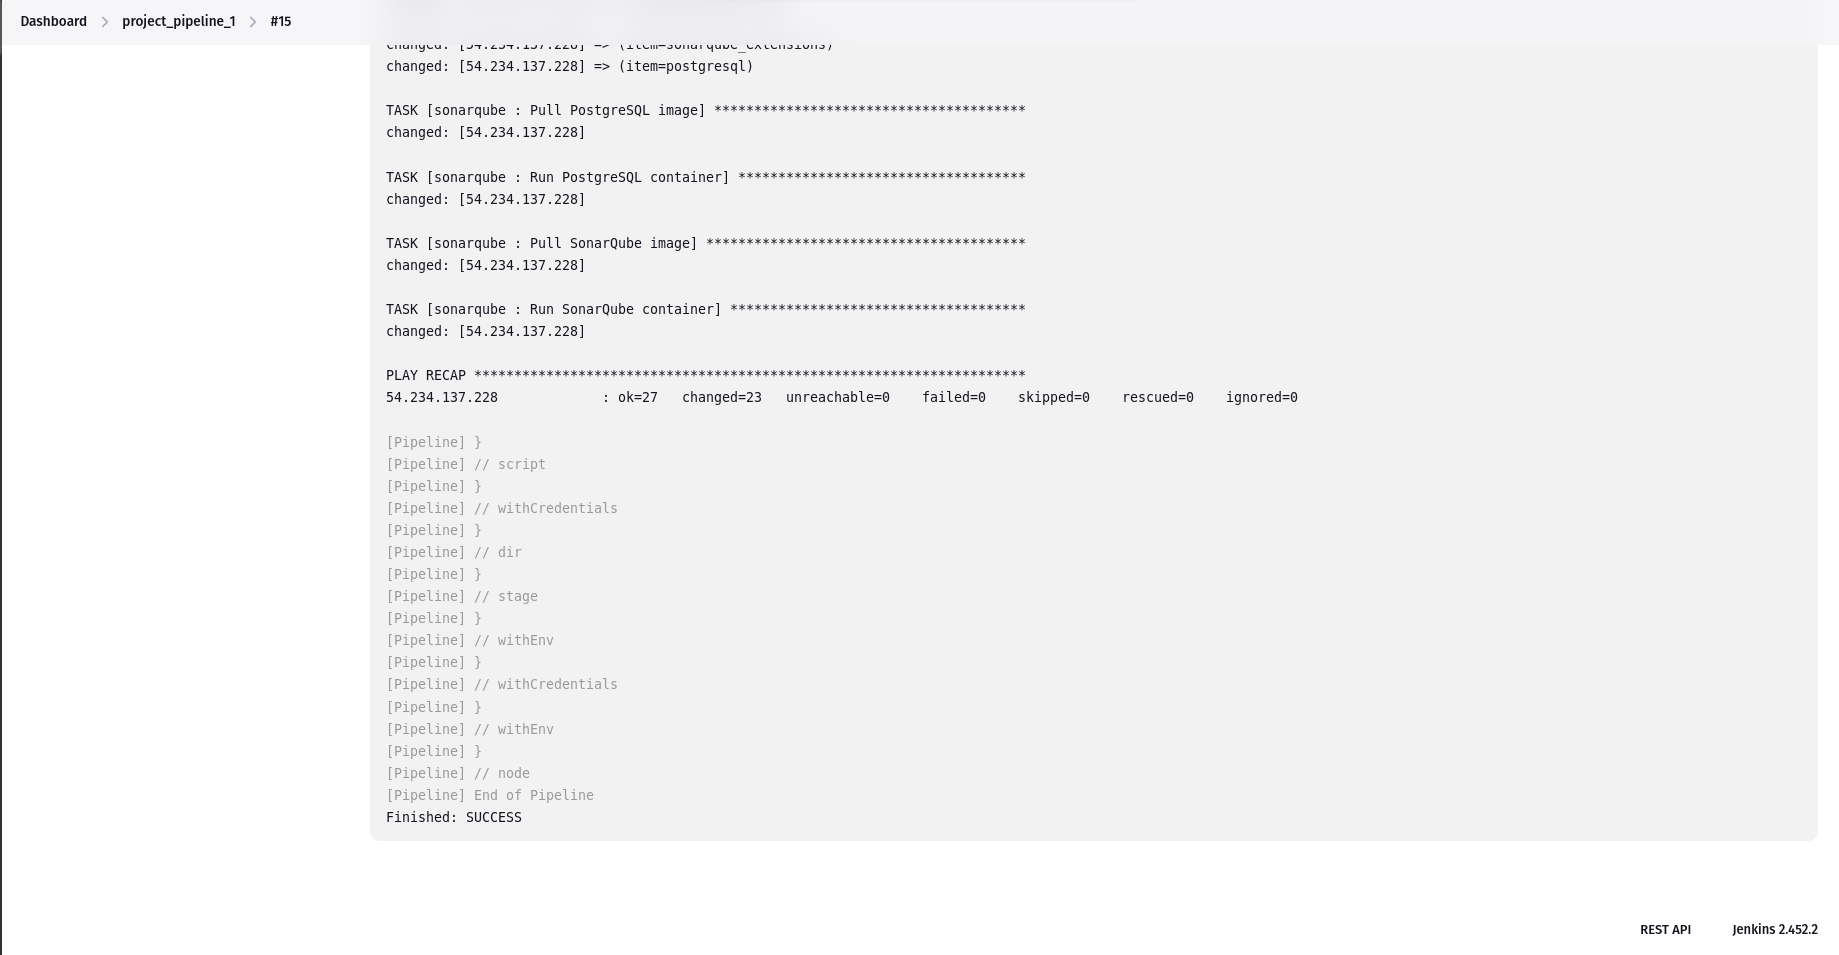 Dashboard > project_pipeline_1 > #15
changed: [54.234.137.228] => (item=sonarqube_extensions)
changed: [54.234.137.228] => (item=postgresql)
TASK [sonarqube : Pull PostgreSQL image] ***************************************
changed: [54.234.137.228]
TASK [sonarqube : Run PostgreSQL container] ************************************
changed: [54.234.137.228]
TASK [sonarqube : Pull SonarQube image] ****************************************
changed: [54.234.137.228]
TASK [sonarqube : Run SonarQube container] *************************************
changed: [54.234.137.228]
PLAY RECAP *********************************************************************
54.234.137.228             : ok=27   changed=23   unreachable=0    failed=0    skipped=0    rescued=0    ignored=0
[Pipeline] }
[Pipeline] // script
[Pipeline] }
[Pipeline] // withCredentials
[Pipeline] }
[Pipeline] // dir
[Pipeline] }
[Pipeline] // stage
[Pipeline] }
[Pipeline] // withEnv
[Pipeline] }
[Pipeline] // withCredentials
[Pipeline] }
[Pipeline] // withEnv
[Pipeline] }
[Pipeline] // node
[Pipeline] End of Pipeline
Finished: SUCCESS
REST API Jenkins 2.452.2